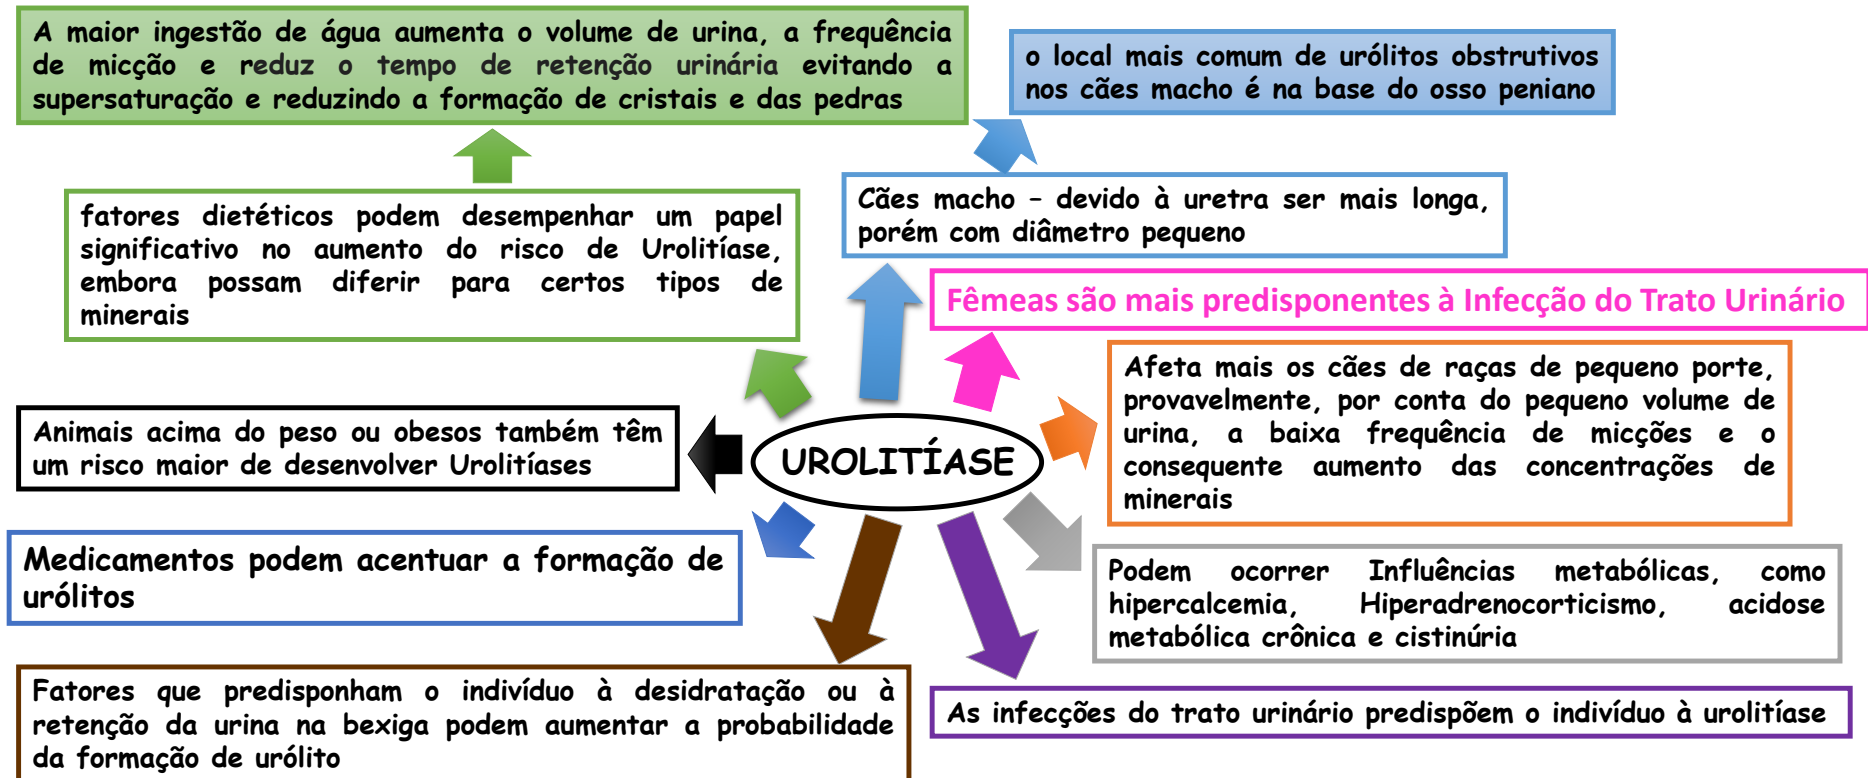 A maior ingestão de água aumenta o volume de urina, a frequência
de micção e reduz o tempo de retenção urinária evitando a
supersaturação e reduzindo a formação de cristais e das pedras
o local mais comum de urólitos obstrutivos
nos cães macho é na base do osso peniano
fatores dietéticos podem desempenhar um papel
significativo no aumento do risco de Urolitíase,
embora possam diferir para certos tipos de
minerais
Cães macho – devido à uretra ser mais longa,
porém com diâmetro pequeno
Fêmeas são mais predisponentes à Infecção do Trato Urinário
Afeta mais os cães de raças de pequeno porte,
provavelmente, por conta do pequeno volume de
urina, a baixa frequência de micções e o
consequente aumento das concentrações de
minerais
Animais acima do peso ou obesos também têm
um risco maior de desenvolver Urolitíases
UROLITÍASE
Medicamentos podem acentuar a formação de
urólitos
Podem ocorrer Influências metabólicas, como
hipercalcemia, Hiperadrenocorticismo, acidose
metabólica crônica e cistinúria
Fatores que predisponham o indivíduo à desidratação ou à
retenção da urina na bexiga podem aumentar a probabilidade
da formação de urólito
As infecções do trato urinário predispõem o indivíduo à urolitíase